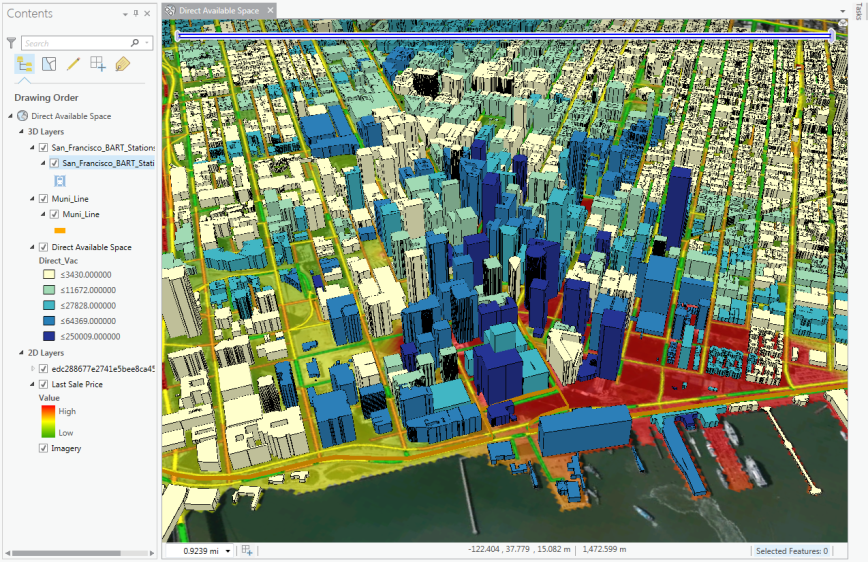 Contents
Direct Available Space
Tasks
Search
Drawing Order
Direct Available Space
3D Layers
San_Francisco_BART_Stations
San_Francisco_BART_Stati
Muni_Line
Muni_Line
Direct Available Space
Direct_Vac
≤3430.000000
≤11672.000000
≤27828.000000
≤64369.000000
≤250009.000000
2D Layers
edc288677e2741e5bee8ca45
Last Sale Price
Value
High
Low
Imagery
0.9239 mi
-122.404 , 37.779 , 15.082 m
1,472.599 m
Selected Features: 0